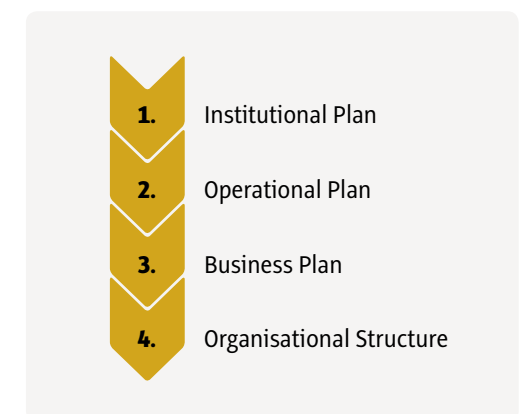 1. Institutional Plan
2. Operational Plan
3. Business Plan
4. Organisational Structure